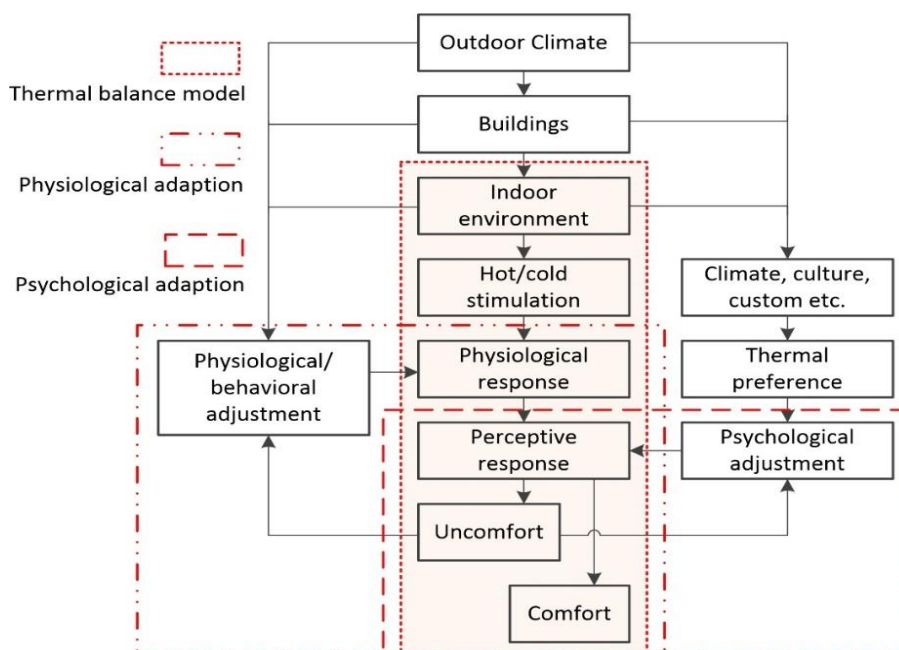 Outdoor Climate
Thermal balance model
Buildings
Physiological adaption
Indoor
environment
Psychological adaption
Hot/cold
stimulation
Climate, culture,
custom etc.
Physiological/
behavioral
adjustment
Physiological
response
Thermal
preference
Perceptive
response
Psychological
adjustment
Uncomfort
Comfort